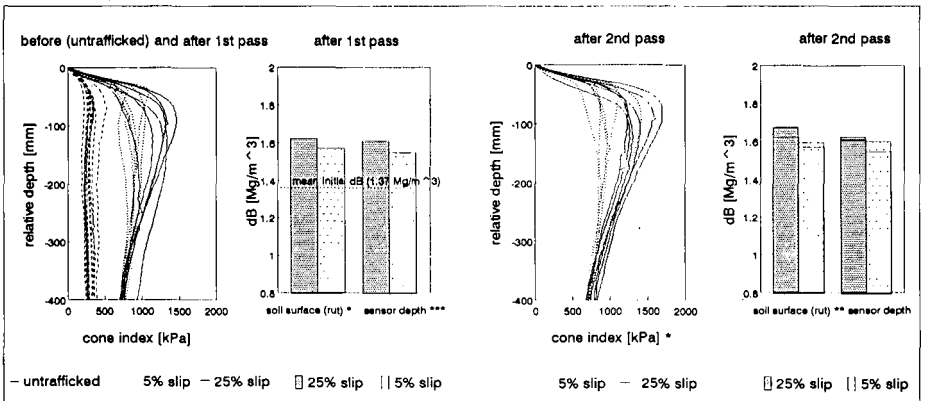 before (untrafficked) and after 1st pass
after 1st pass
after 2nd pass
after 2nd pass
relative depth [mm]
0
-100
-200
-300
-400
0 500 1000 1500 2000
cone index [kPa]
dB [Mg/m^3]
2
1.8
1.6
1.4
1.2
1
0.8
mean initial dB (1.37 Mg/m^3)
soil surface (rut) * sensor depth ***
relative depth [mm]
0
-100
-200
-300
-400
0 500 1000 1500 2000
cone index [kPa] *
dB [Mg/m^3]
2
1.8
1.6
1.4
1.2
1
0.8
soil surface (rut) ** sensor depth
untrafficked 5% slip 25% slip 25% slip 5% slip
5% slip 25% slip 25% slip 5% slip